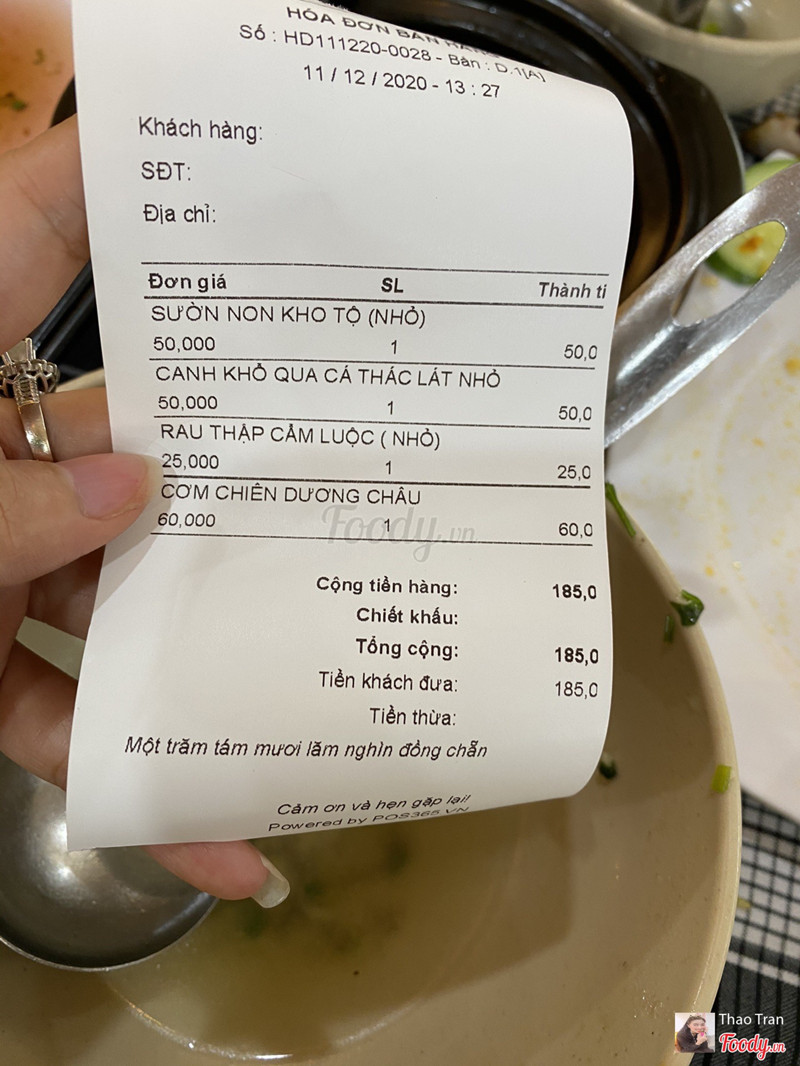 HÓA ĐƠN BÁN HÀNG
Số : HD111220-0028 - Bàn : D.1(A)
11 / 12 / 2020 - 13 : 27
Khách hàng:
SĐT:
Địa chỉ:
Đơn giá SL Thành ti
SƯỜN NON KHO TỘ (NHỎ)
50,000 1 50,0
CANH KHỔ QUA CÁ THÁC LÁT NHỎ
50,000 1 50,0
RAU THẬP CẨM LUỘC ( NHỎ)
25,000 1 25,0
CƠM CHIÊN DƯƠNG CHÂU
60,000 1 60,0
Foody.vn
Cộng tiền hàng: 185,0
Chiết khấu:
Tổng cộng: 185,0
Tiền khách đưa: 185,0
Tiền thừa:
Một trăm tám mươi lăm nghìn đồng chẵn
Cảm ơn và hẹn gặp lại!
Powered by POS365.VN
Thao Tran
Foody.vn